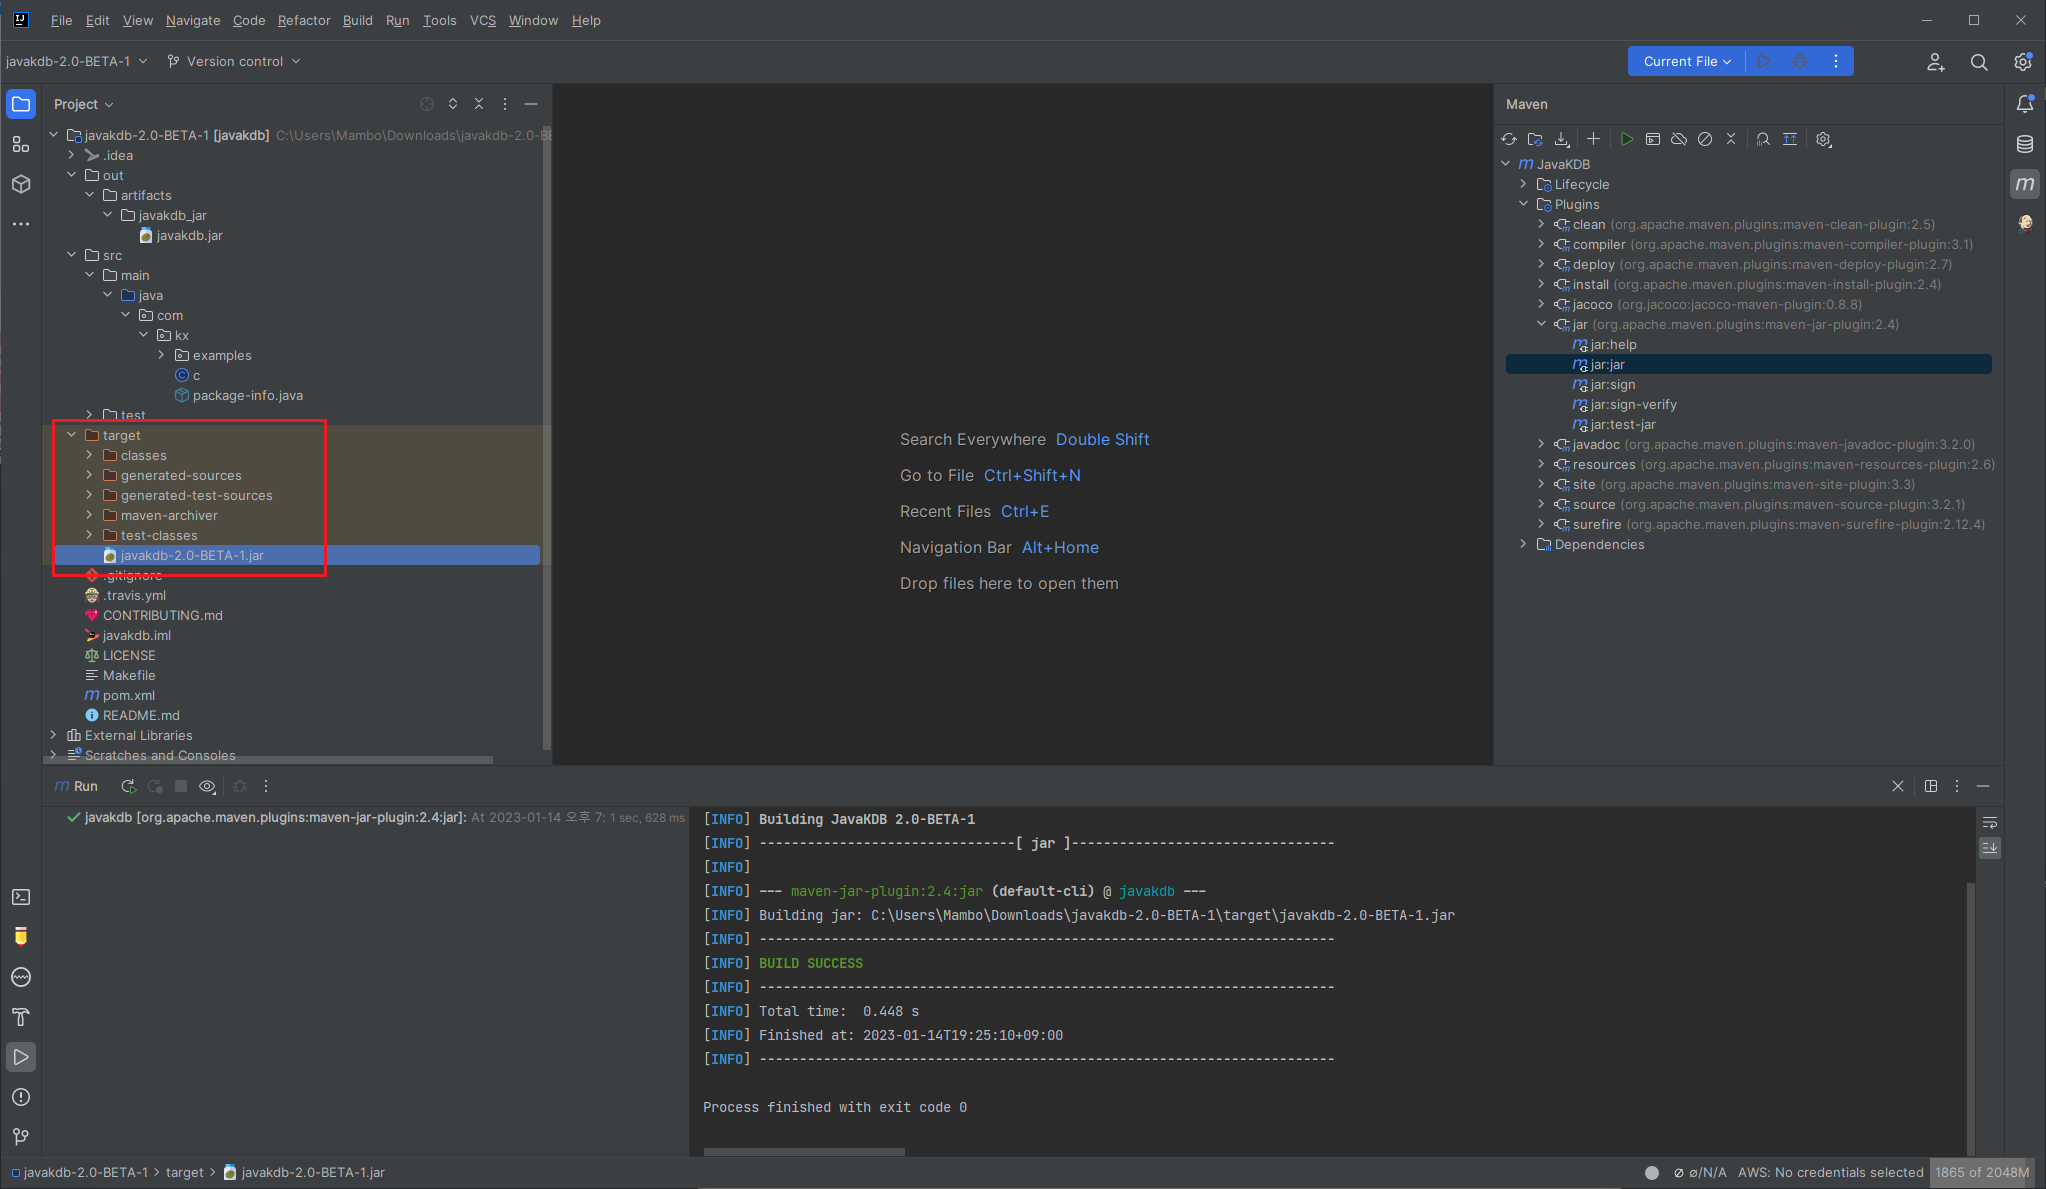 File Edit View Navigate Code Refactor Build Run Tools VCS Window Help
javakdb-2.0-BETA-1 Version control
Current File
Project
javakdb-2.0-BETA-1 [javakdb] C:\Users\Mambo\Downloads\javakdb-2.0-BE
.idea
out
artifacts
javakdb_jar
javakdb.jar
src
main
java
com
kx
examples
c
package-info.java
test
target
classes
generated-sources
generated-test-sources
maven-archiver
test-classes
javakdb-2.0-BETA-1.jar
.gitignore
.travis.yml
CONTRIBUTING.md
javakdb.iml
LICENSE
Makefile
pom.xml
README.md
External Libraries
Scratches and Consoles
Search Everywhere Double Shift
Go to File Ctrl+Shift+N
Recent Files Ctrl+E
Navigation Bar Alt+Home
Drop files here to open them
Maven
JavaKDB
Lifecycle
Plugins
clean (org.apache.maven.plugins:maven-clean-plugin:2.5)
compiler (org.apache.maven.plugins:maven-compiler-plugin:3.1)
deploy (org.apache.maven.plugins:maven-deploy-plugin:2.7)
install (org.apache.maven.plugins:maven-install-plugin:2.4)
jacoco (org.jacoco:jacoco-maven-plugin:0.8.8)
jar (org.apache.maven.plugins:maven-jar-plugin:2.4)
jar:help
jar:jar
jar:sign
jar:sign-verify
jar:test-jar
javadoc (org.apache.maven.plugins:maven-javadoc-plugin:3.2.0)
resources (org.apache.maven.plugins:maven-resources-plugin:2.6)
site (org.apache.maven.plugins:maven-site-plugin:3.3)
source (org.apache.maven.plugins:maven-source-plugin:3.2.1)
surefire (org.apache.maven.plugins:maven-surefire-plugin:2.12.4)
Dependencies
Run
javakdb [org.apache.maven.plugins:maven-jar-plugin:2.4:jar]: At 2023-01-14 오후 7: 1 sec, 628 ms
[INFO] Building JavaKDB 2.0-BETA-1
[INFO] --------------------------------[ jar ]---------------------------------
[INFO]
[INFO] --- maven-jar-plugin:2.4:jar (default-cli) @ javakdb ---
[INFO] Building jar: C:\Users\Mambo\Downloads\javakdb-2.0-BETA-1\target\javakdb-2.0-BETA-1.jar
[INFO] ------------------------------------------------------------------------
[INFO] BUILD SUCCESS
[INFO] ------------------------------------------------------------------------
[INFO] Total time:  0.448 s
[INFO] Finished at: 2023-01-14T19:25:10+09:00
[INFO] ------------------------------------------------------------------------
Process finished with exit code 0
javakdb-2.0-BETA-1 > target > javakdb-2.0-BETA-1.jar
ø/N/A AWS: No credentials selected 1865 of 2048M